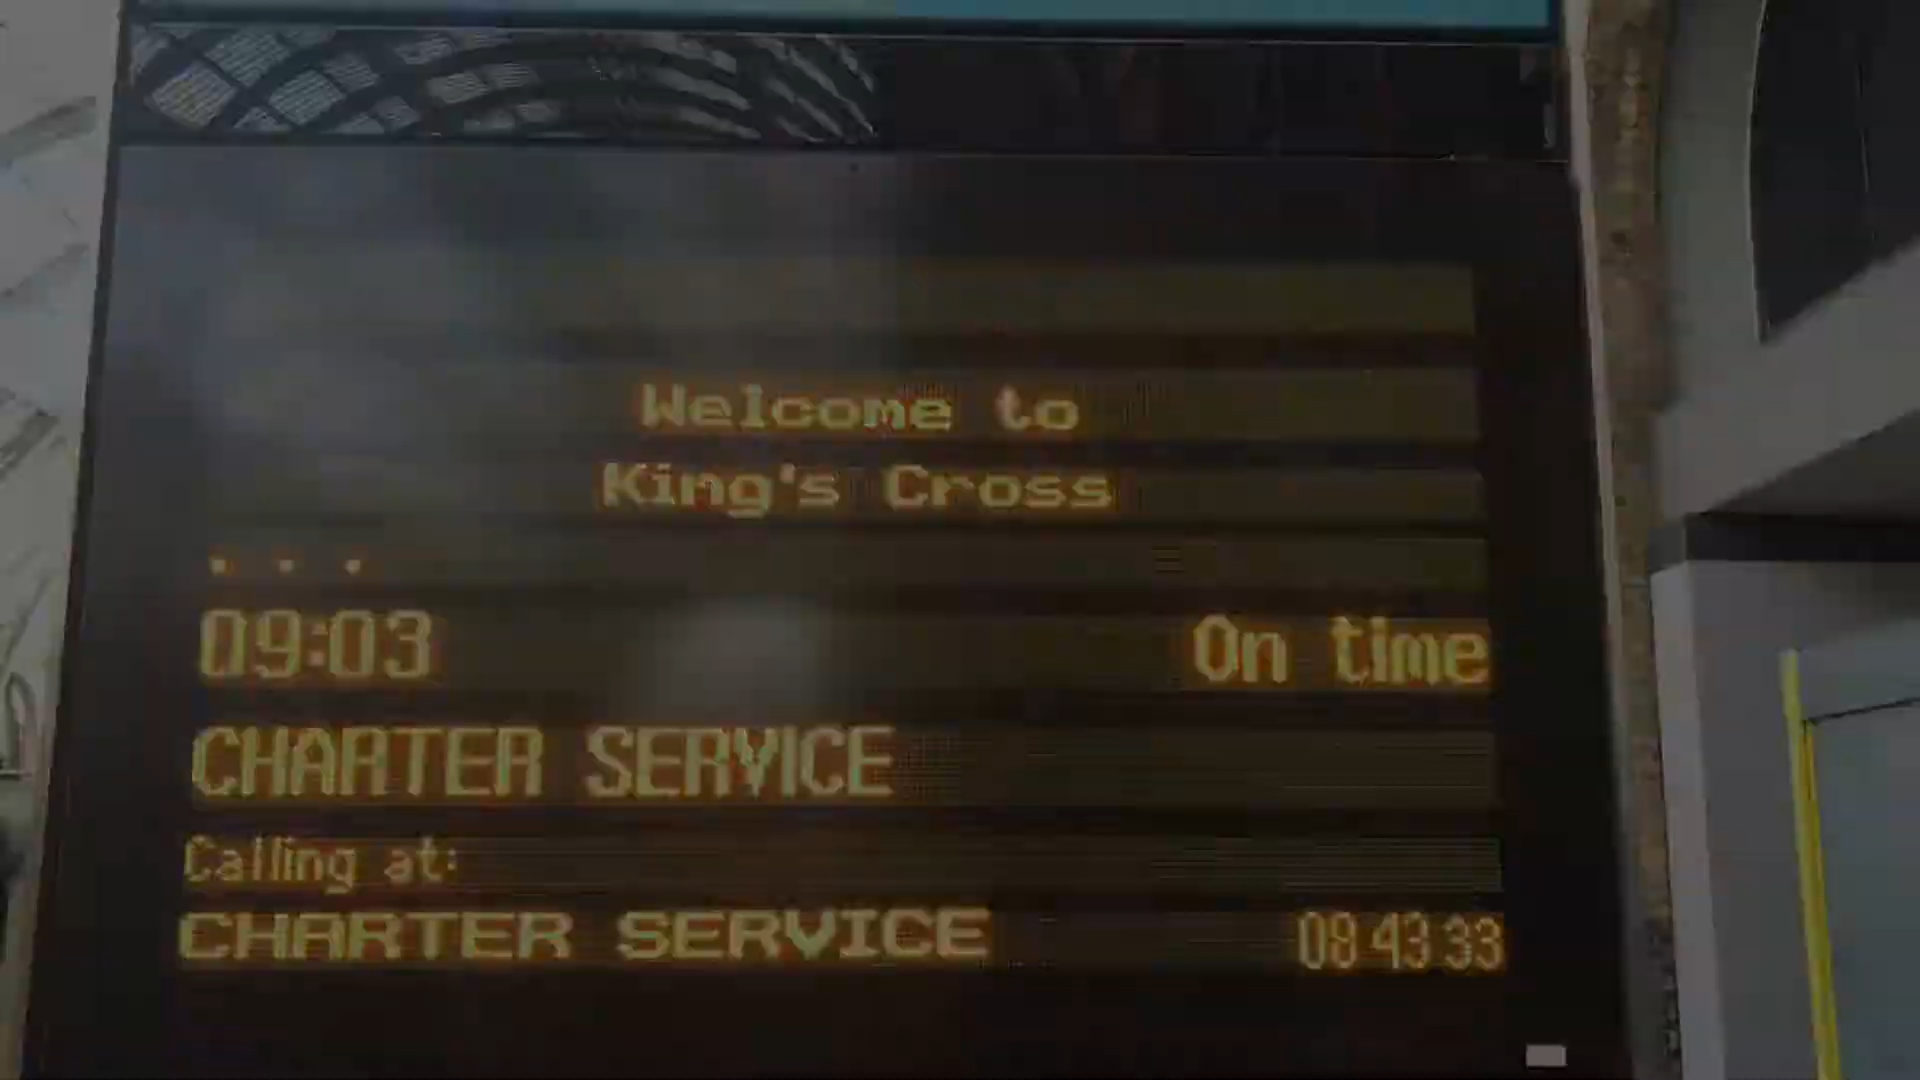 Welcome to
King's Cross
. . .
09:03 On time
CHARTER SERVICE
Calling at:
CHARTER SERVICE 08:43:33